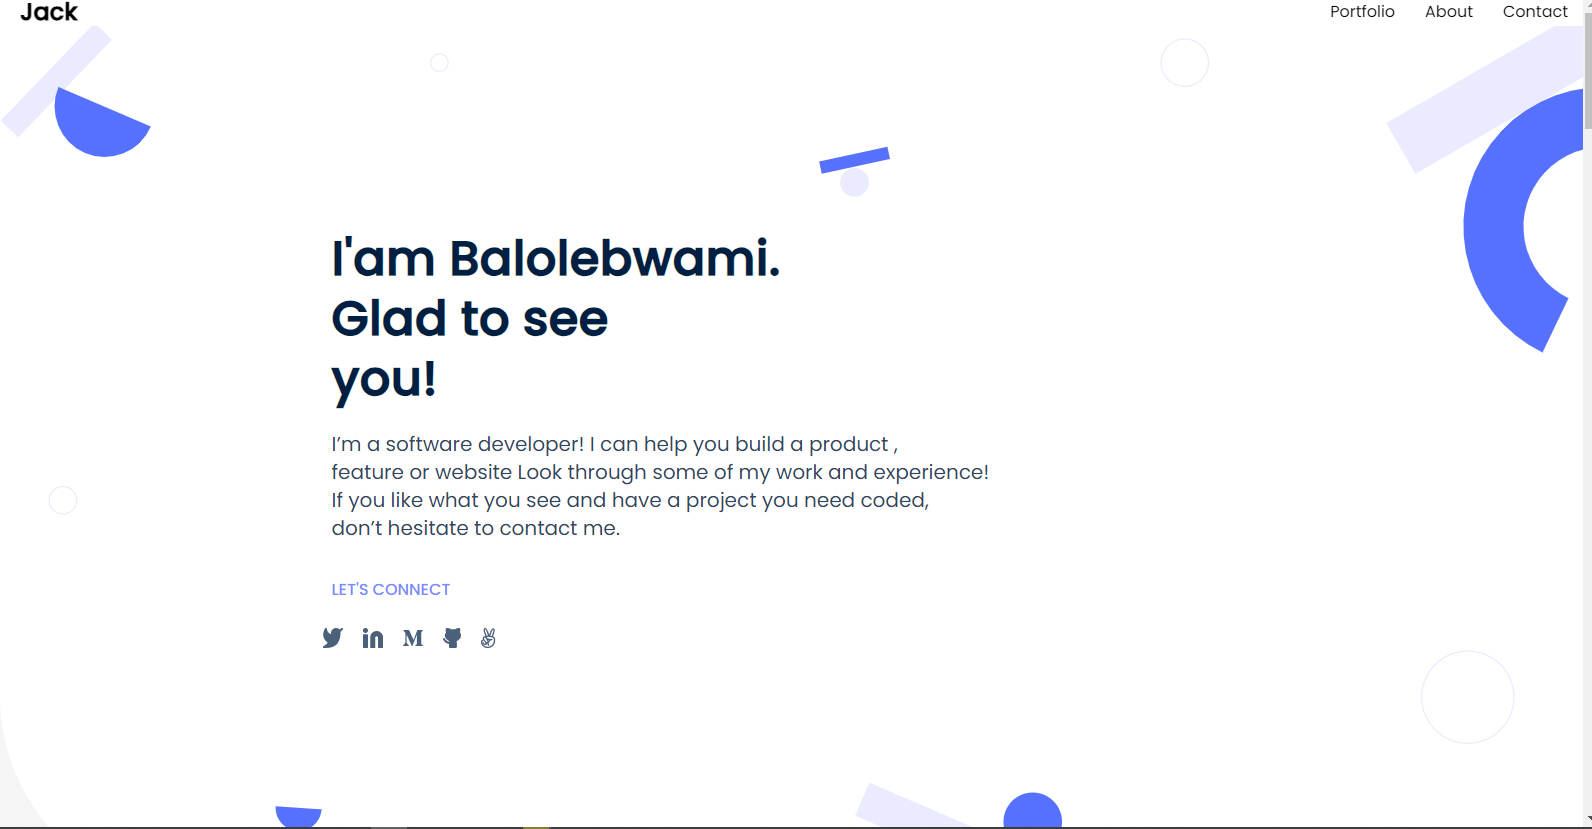 Jack
Portfolio About Contact
I'am Balolebwami.
Glad to see
you!
I’m a software developer! I can help you build a product ,
feature or website Look through some of my work and experience!
If you like what you see and have a project you need coded,
don’t hesitate to contact me.
LET'S CONNECT